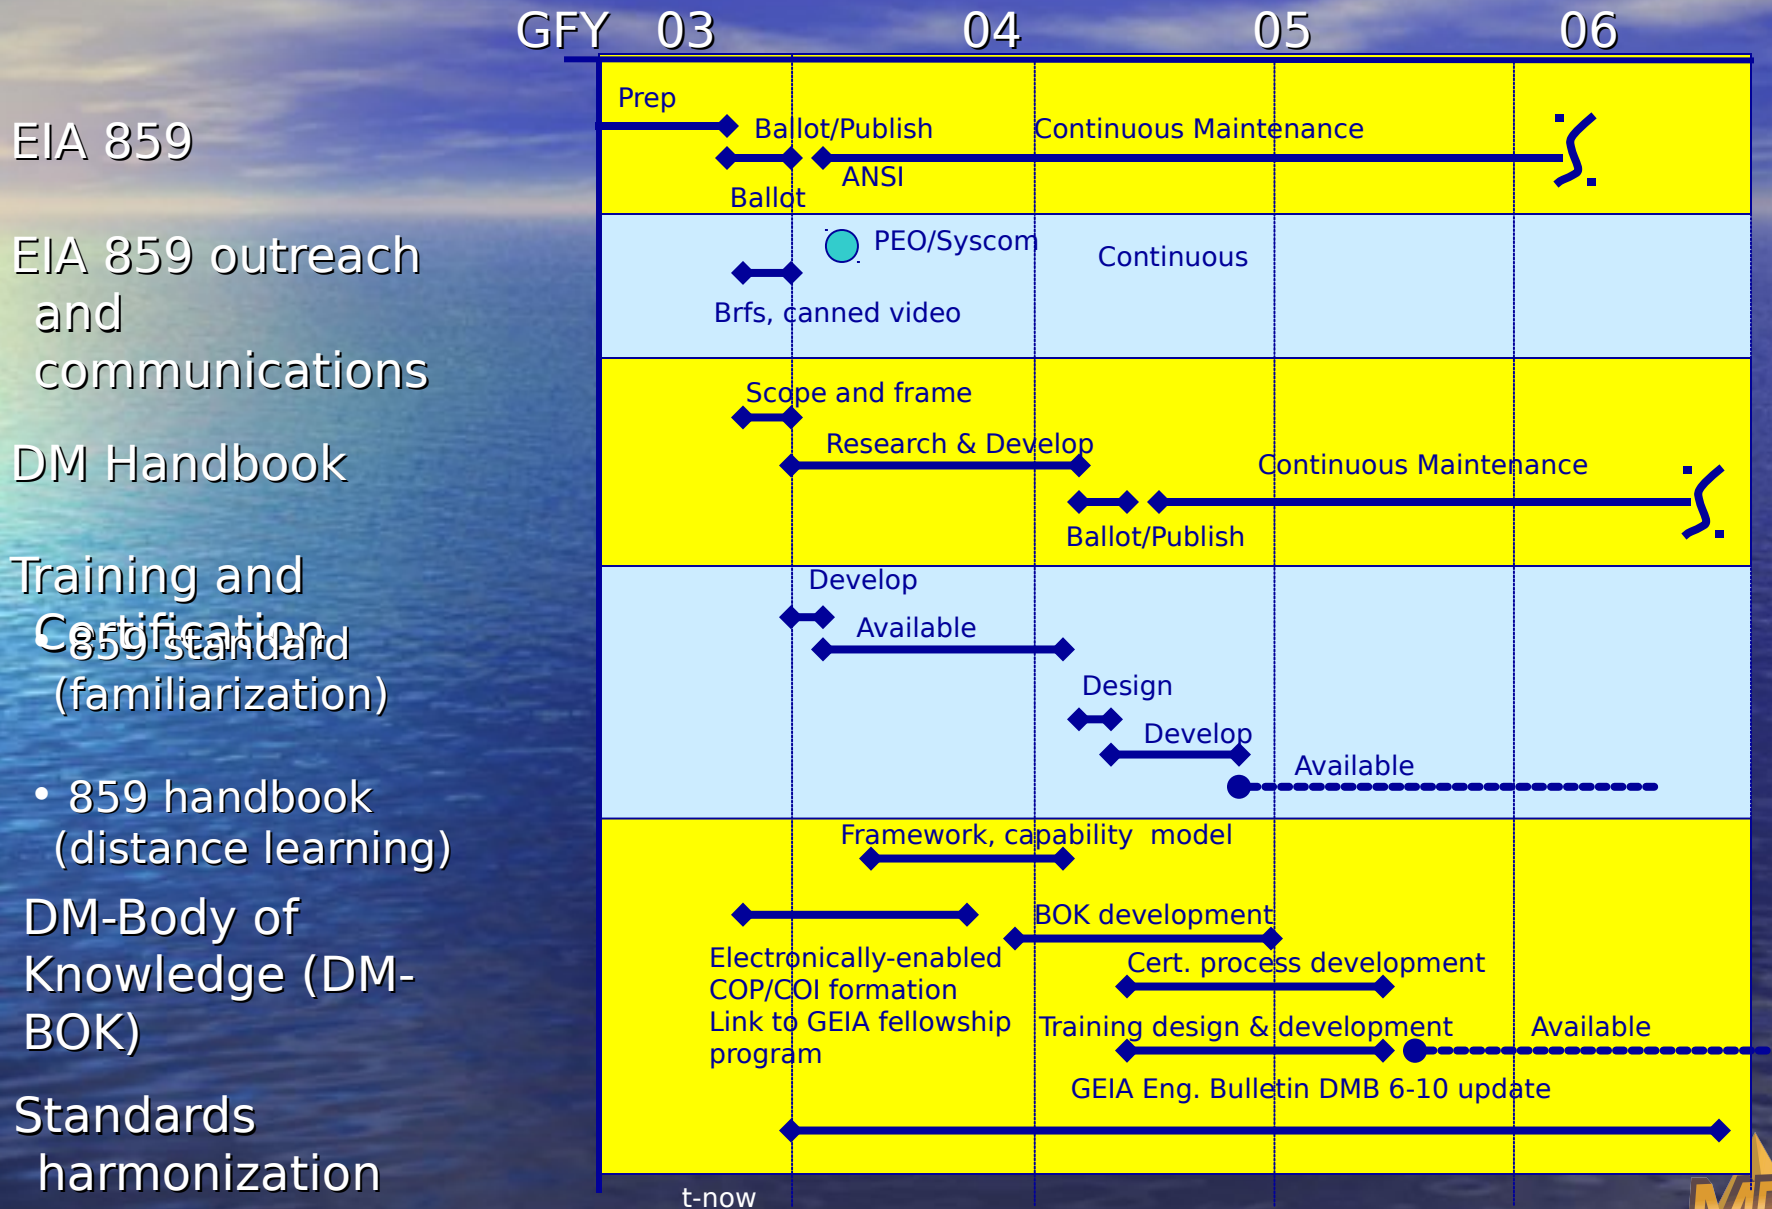 GFY 03 04 05 06
Prep
EIA 859
Ballot/Publish
Continuous Maintenance
ANSI
Ballot
EIA 859 outreach
and
communications
PEO/Syscom
Continuous
Brfs, canned video
DM Handbook
Scope and frame
Research & Develop
Continuous Maintenance
Ballot/Publish
Training and
Certification
• 859 standard
(familiarization)
Develop
Available
Design
Develop
Available
• 859 handbook
(distance learning)
Framework, capability model
DM-Body of
Knowledge (DM-
BOK)
BOK development
Electronically-enabled
COP/COI formation
Link to GEIA fellowship
program
Cert. process development
Training design & development
Available
GEIA Eng. Bulletin DMB 6-10 update
Standards
harmonization
t-now